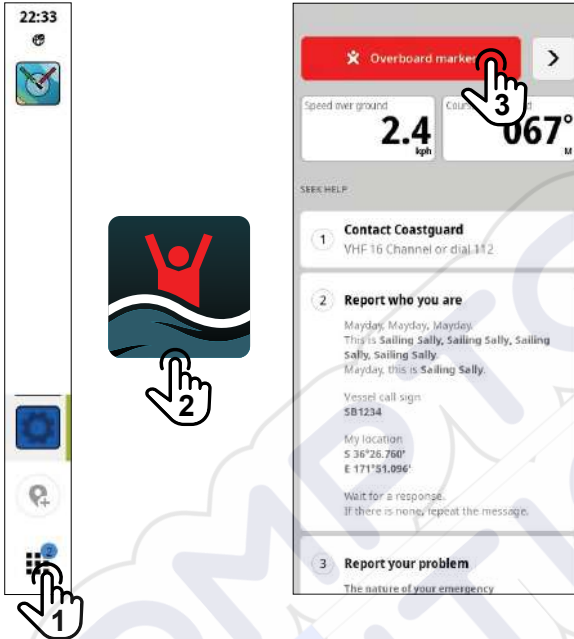 22:33
2
1
2
Overboard marker
3
Speed over ground
2.4
kph
067°
M
SEEK HELP
1
Contact Coastguard
VHF 16 Channel or dial 112
2
Report who you are
Mayday, Mayday, Mayday.
This is Sailing Sally, Sailing Sally, Sailing
Sally, Sailing Sally.
Mayday, this is Sailing Sally.
Vessel call sign
SB1234
My location
S 36°26.760'
E 171°51.096'
Wait for a response.
If there is none, repeat the message.
3
Report your problem
The nature of your emergency